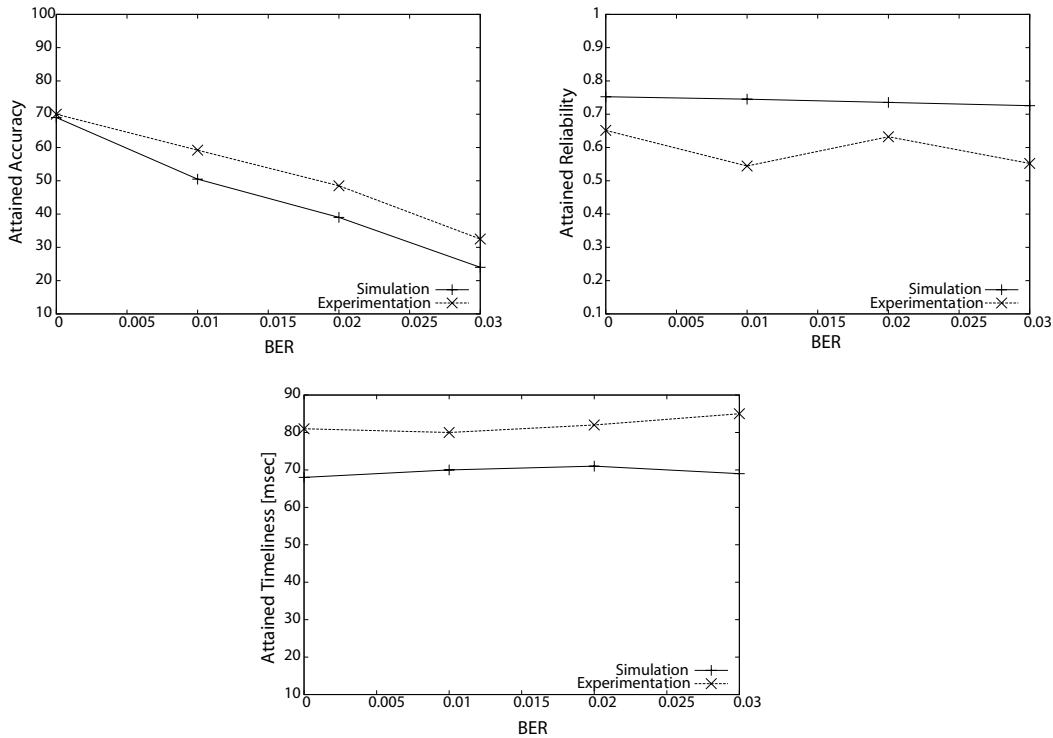 100
90
80
70
60
50
40
30
20
10
Attained Accuracy
Simulation
Experimentation
0 0.005 0.01 0.015 0.02 0.025 0.03
BER
1
0.9
0.8
0.7
0.6
0.5
0.4
0.3
0.2
0.1
Attained Reliability
Simulation
Experimentation
0 0.005 0.01 0.015 0.02 0.025 0.03
BER
90
80
70
60
50
40
30
20
10
Attained Timeliness [msec]
Simulation
Experimentation
0 0.005 0.01 0.015 0.02 0.025 0.03
BER